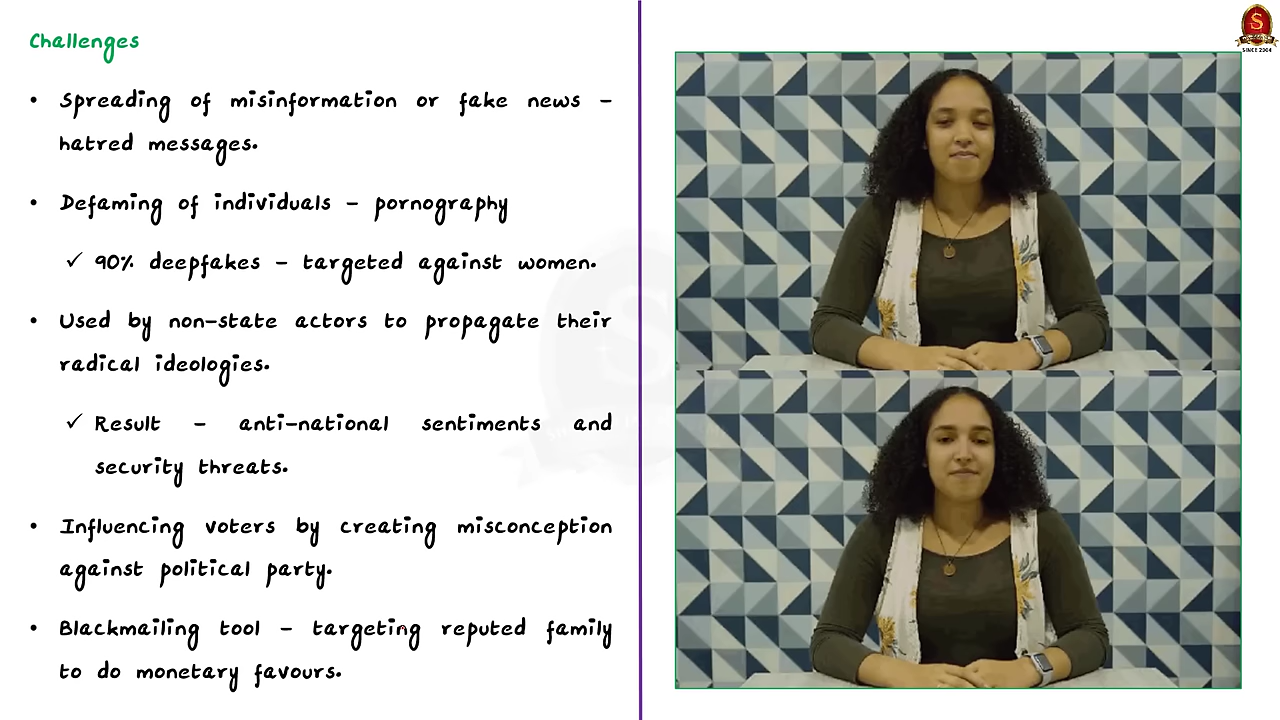 Challenges
• Spreading of misinformation or fake news –
hatred messages.
• Defaming of individuals – pornography
✓ 90% deepfakes – targeted against women.
• Used by non-state actors to propagate their
radical ideologies.
✓ Result – anti-national sentiments and
security threats.
• Influencing voters by creating misconception
against political party.
• Blackmailing tool – targeting reputed family
to do monetary favours.
S
SINCE 2004